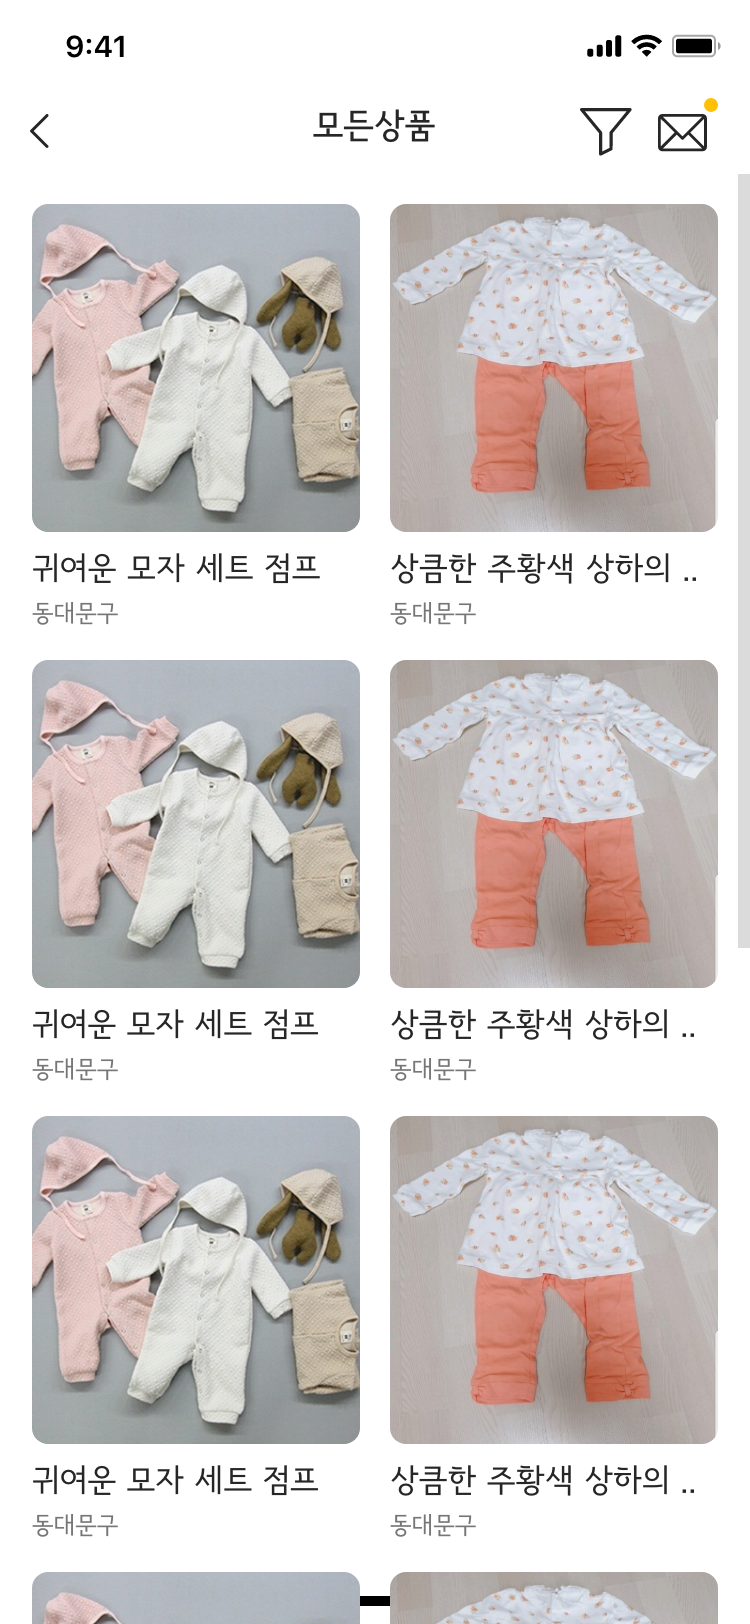 9:41
모든상품
귀여운 모자 세트 점프
상큼한 주황색 상하의 ..
동대문구
동대문구
귀여운 모자 세트 점프
상큼한 주황색 상하의 ..
동대문구
동대문구
귀여운 모자 세트 점프
상큼한 주황색 상하의 ..
동대문구
동대문구